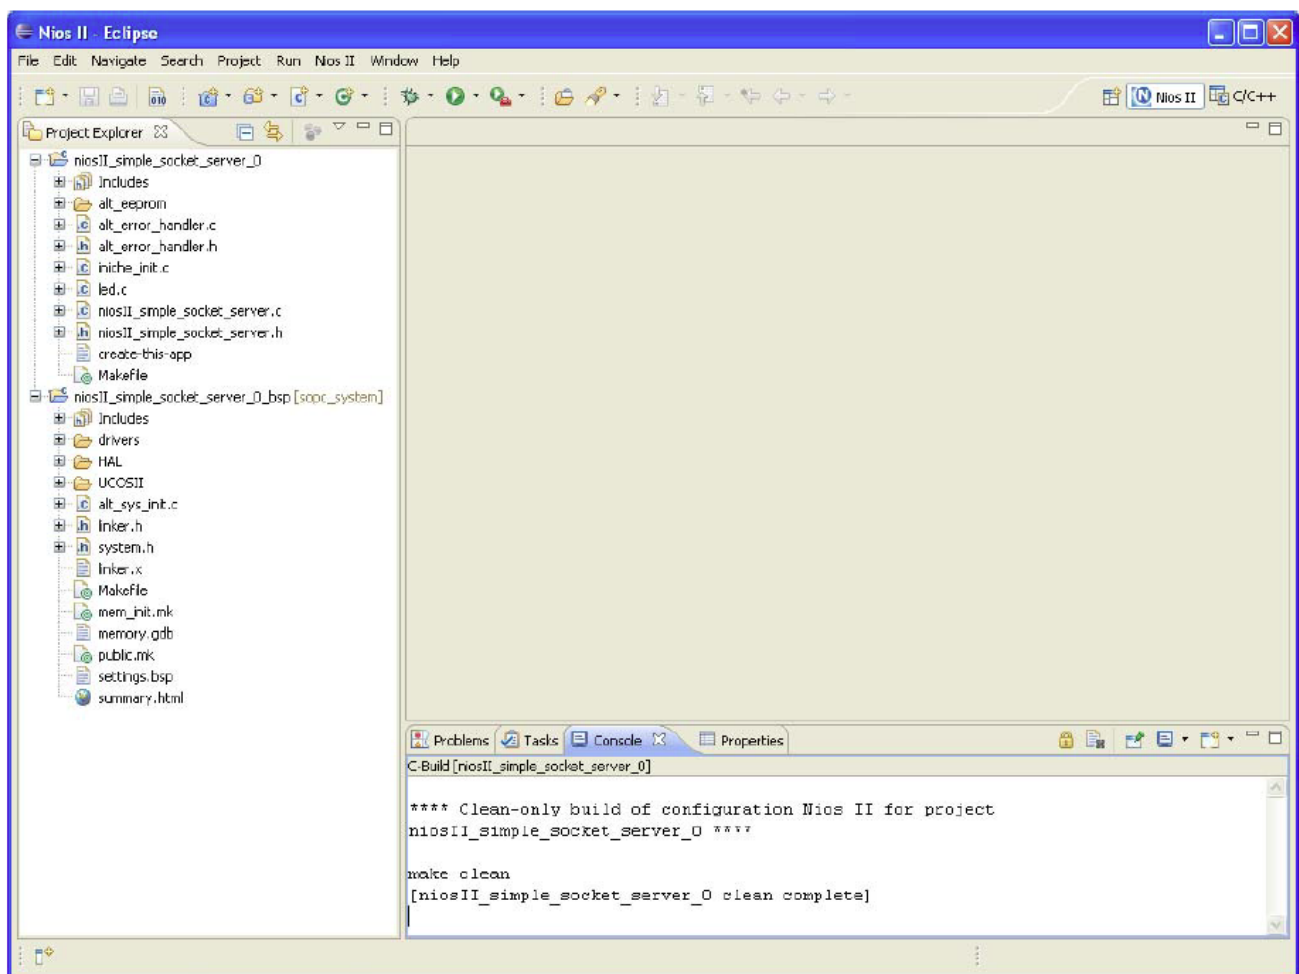 Nios II - Eclipse
File Edit Navigate Search Project Run Nios II Window Help
Nios II C/C++
Project Explorer
niosII_simple_socket_server_0
Includes
alt_eeprom
alt_error_handler.c
alt_error_handler.h
iniche_init.c
led.c
niosII_simple_socket_server.c
niosII_simple_socket_server.h
create-this-app
Makefile
niosII_simple_socket_server_0_bsp [sopc_system]
Includes
drivers
HAL
UCOSII
alt_sys_init.c
linker.h
system.h
linker.x
Makefile
mem_init.mk
memory.gdb
public.mk
settings.bsp
summary.html
Problems Tasks Console Properties
C-Build [niosII_simple_socket_server_0]
**** Clean-only build of configuration Nios II for project
niosII_simple_socket_server_0 ****
make clean
[niosII_simple_socket_server_0 clean complete]